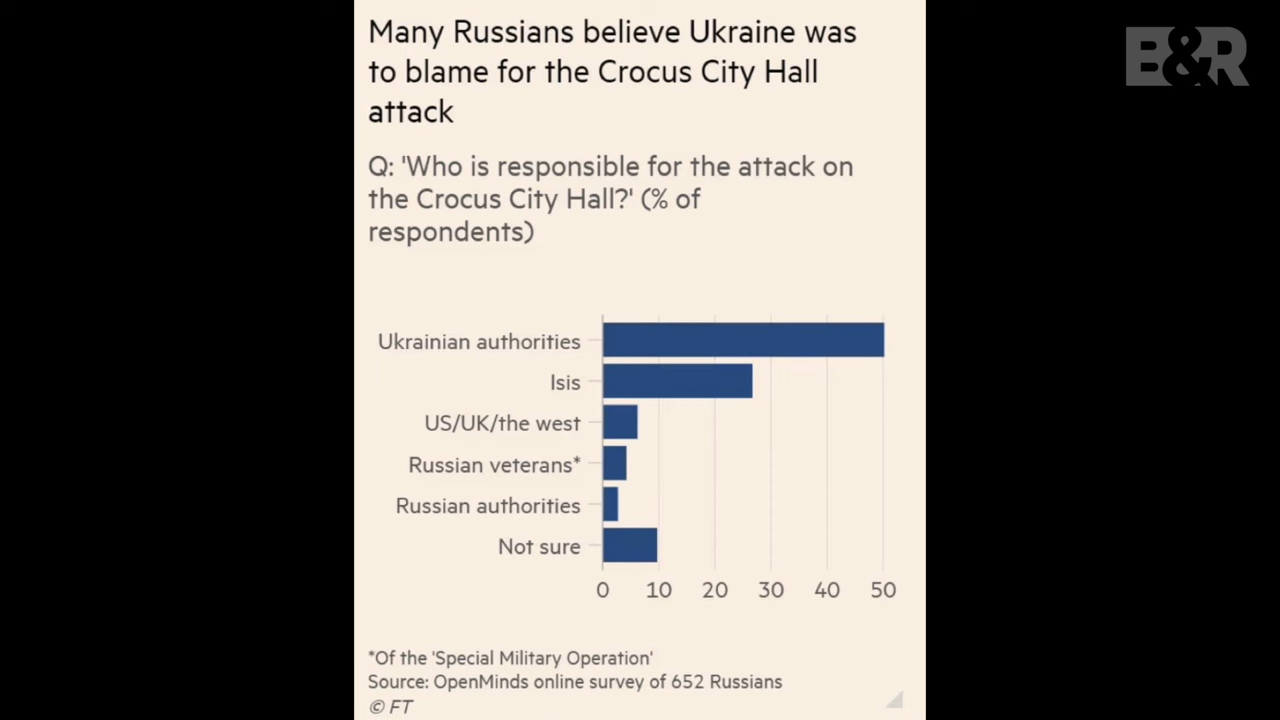 Many Russians believe Ukraine was
to blame for the Crocus City Hall
attack
B&R
Q: 'Who is responsible for the attack on
the Crocus City Hall?' (% of
respondents)
Ukrainian authorities
Isis
US/UK/the west
Russian veterans*
Russian authorities
Not sure
0 10 20 30 40 50
*Of the 'Special Military Operation'
Source: OpenMinds online survey of 652 Russians
© FT